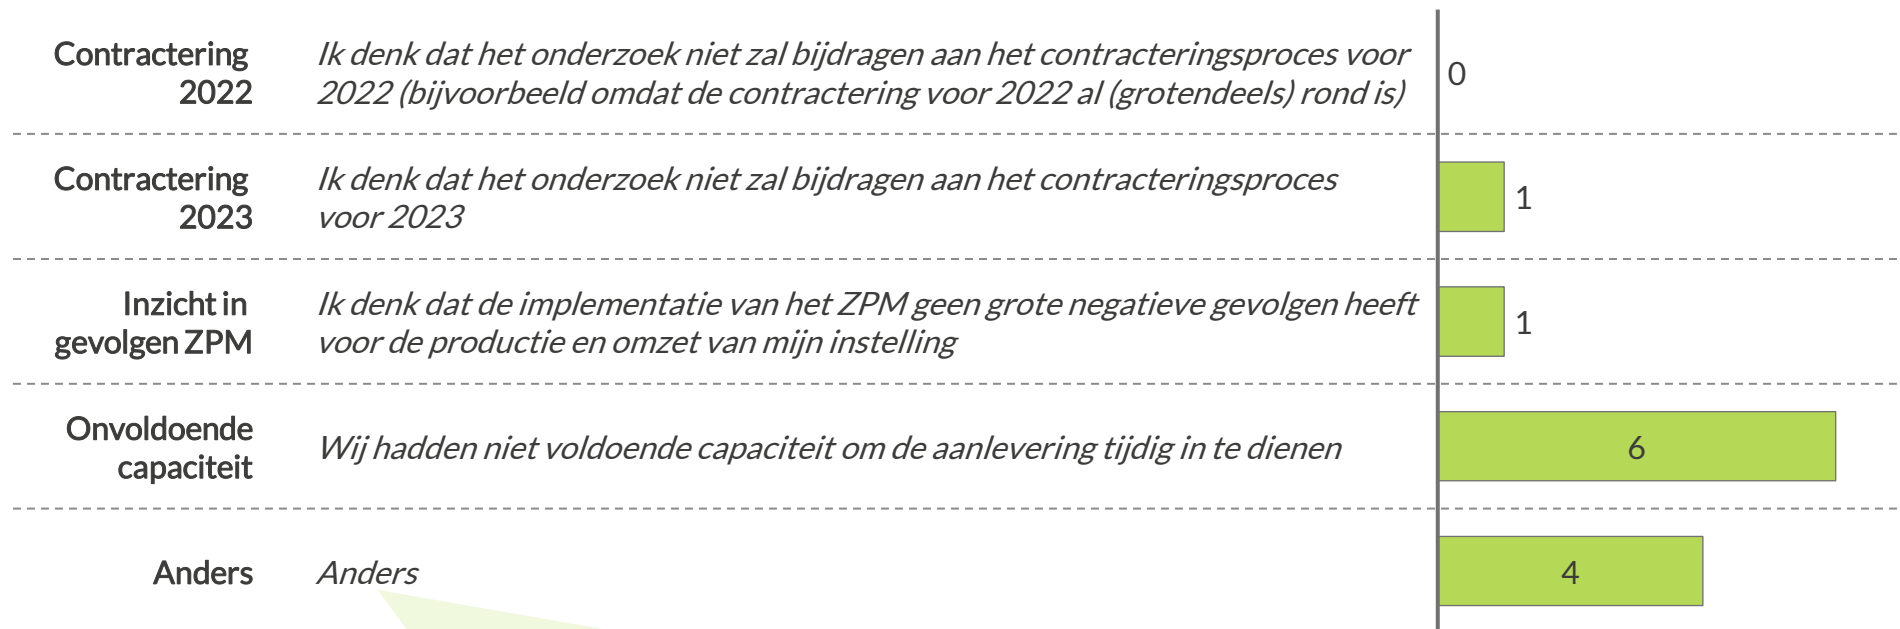 Contractering
2022
Ik denk dat het onderzoek niet zal bijdragen aan het contracteringsproces voor
2022 (bijvoorbeeld omdat de contractering voor 2022 al (grotendeels) rond is)
0
Contractering
2023
Ik denk dat het onderzoek niet zal bijdragen aan het contracteringsproces
voor 2023
1
Inzicht in
gevolgen ZPM
Ik denk dat de implementatie van het ZPM geen grote negatieve gevolgen heeft
voor de productie en omzet van mijn instelling
1
Onvoldoende
capaciteit
Wij hadden niet voldoende capaciteit om de aanlevering tijdig in te dienen
6
Anders
Anders
4